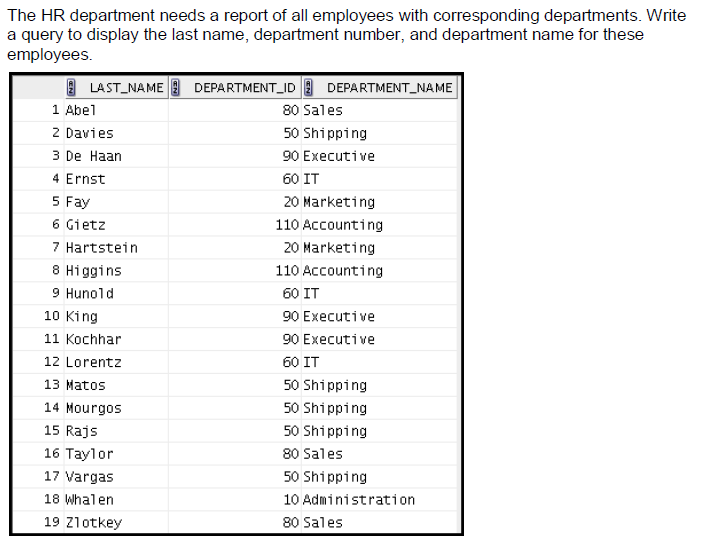 The HR department needs a report of all employees with corresponding departments. Write
a query to display the last name, department number, and department name for these
employees.
LAST_NAME DEPARTMENT_ID DEPARTMENT_NAME
1 Abel 80 Sales
2 Davies 50 Shipping
3 De Haan 90 Executive
4 Ernst 60 IT
5 Fay 20 Marketing
6 Gietz 110 Accounting
7 Hartstein 20 Marketing
8 Higgins 110 Accounting
9 Hunold 60 IT
10 King 90 Executive
11 Kochhar 90 Executive
12 Lorentz 60 IT
13 Matos 50 Shipping
14 Mourgos 50 Shipping
15 Rajs 50 Shipping
16 Taylor 80 Sales
17 Vargas 50 Shipping
18 Whalen 10 Administration
19 Zlotkey 80 Sales